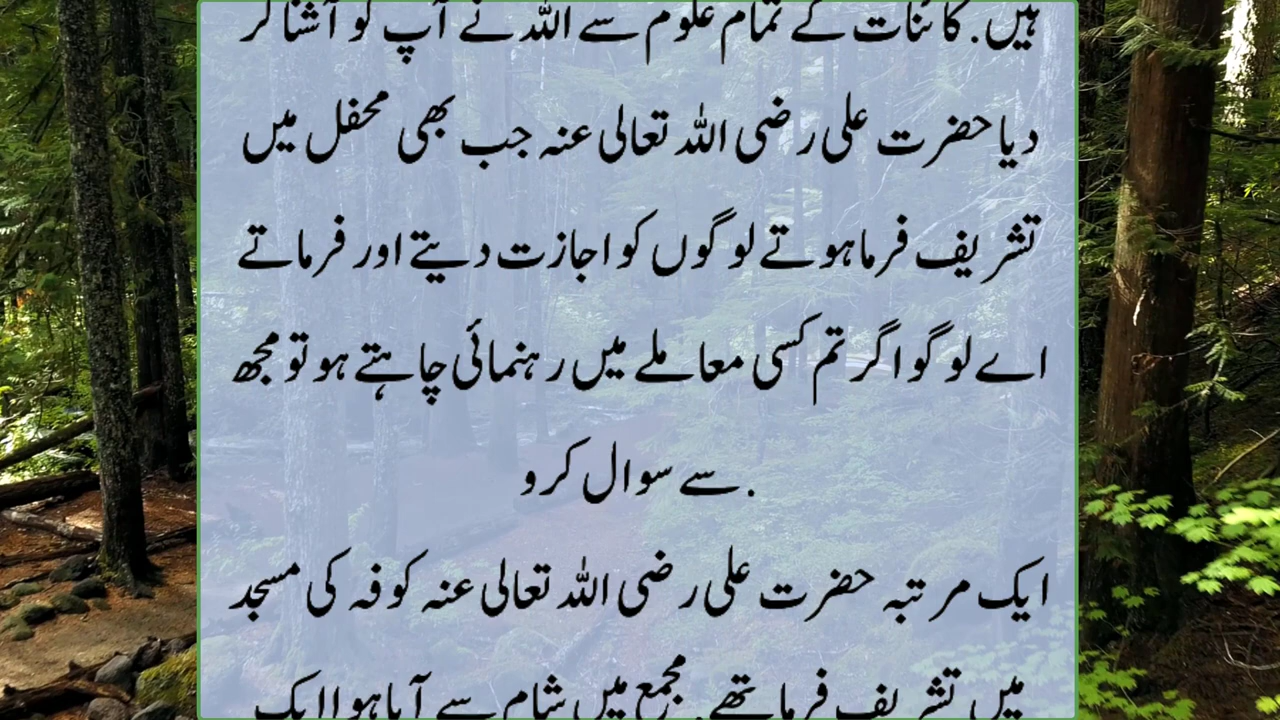 ہیں. کائنات کے تمام علوم سے اللہ نے آپ کو آشنا کر
دیا حضرت علی رضی اللہ تعالی عنہ جب بھی محفل میں
تشریف فرما ہوتے لوگوں کو اجازت دیتے اور فرماتے
اے لوگو اگر تم کسی معاملے میں رہنمائی چاہتے ہو تو مجھ
سے سوال کرو.
ایک مرتبہ حضرت علی رضی اللہ تعالی عنہ کوفہ کی مسجد
میں تشریف فرما تھے. مجمع میں شام سے آیا ہوا ایک